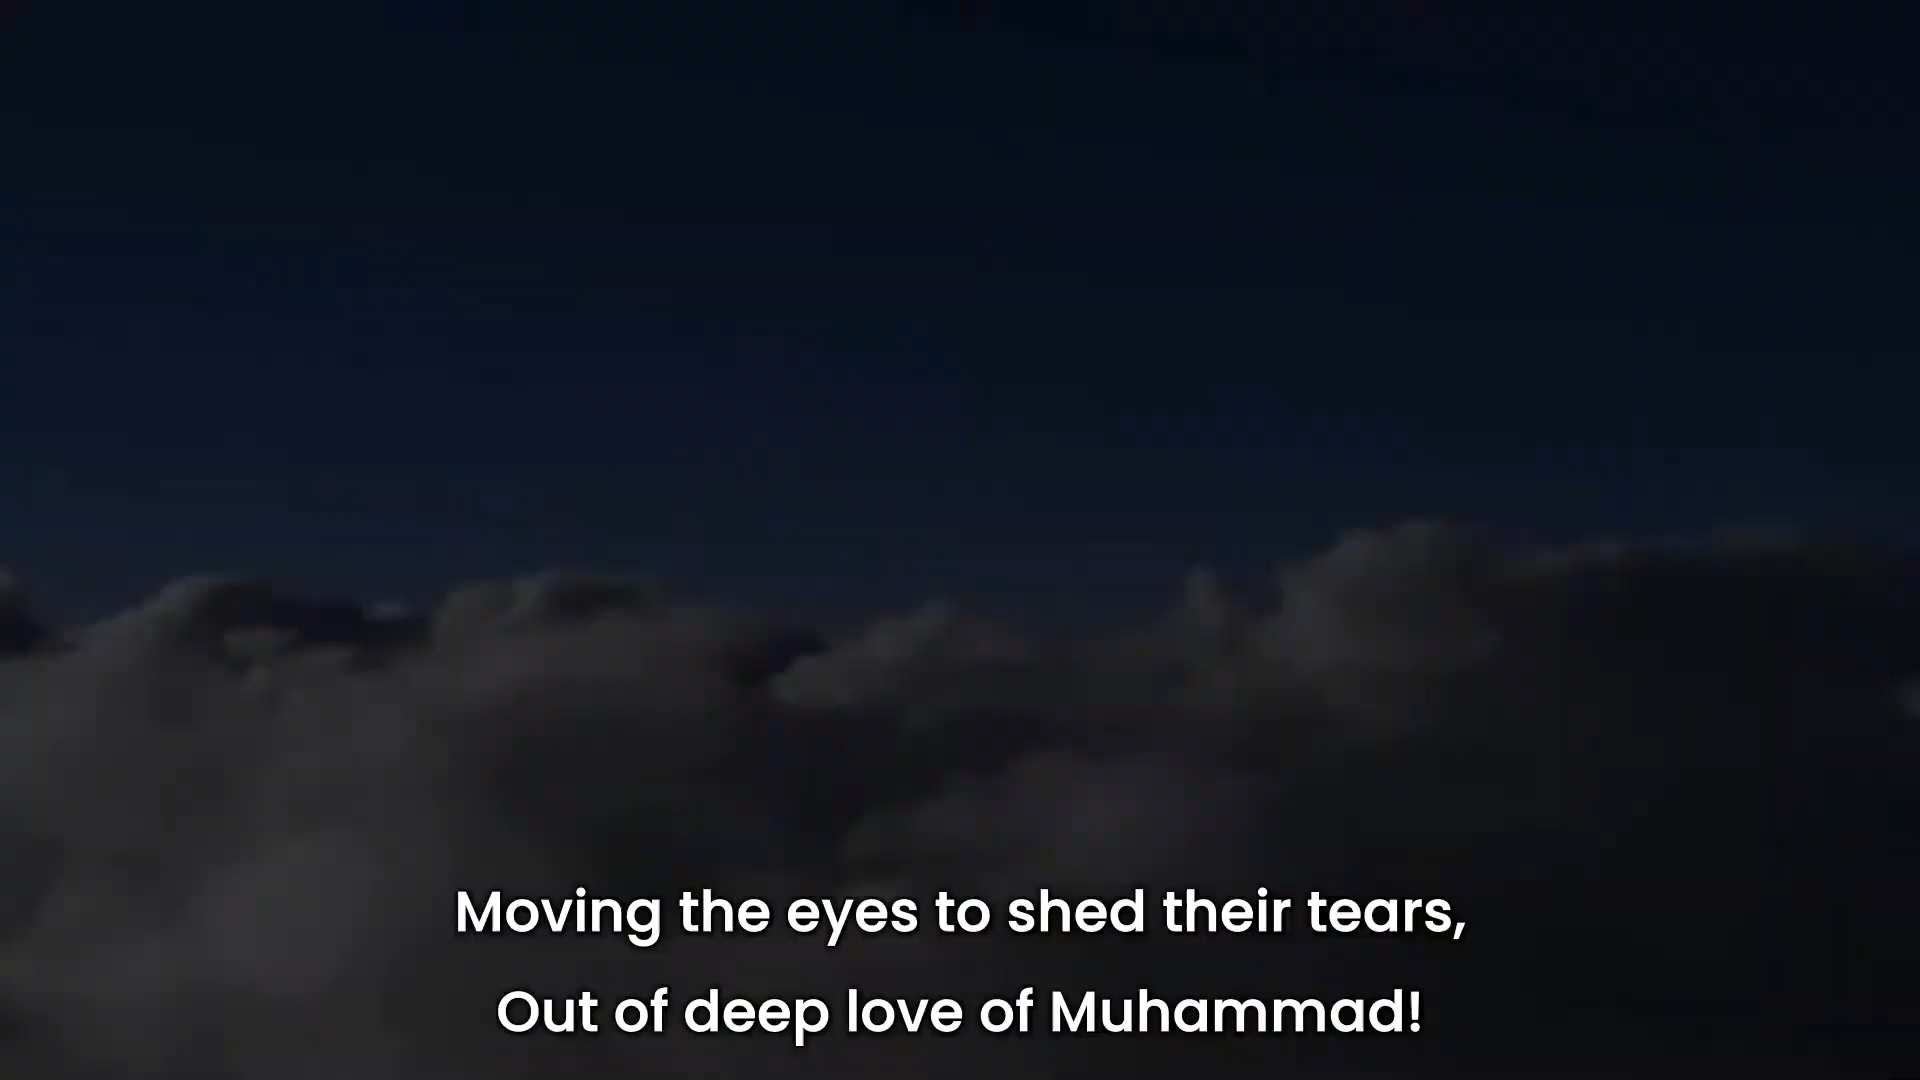 Moving the eyes to shed their tears,
Out of deep love of Muhammad!